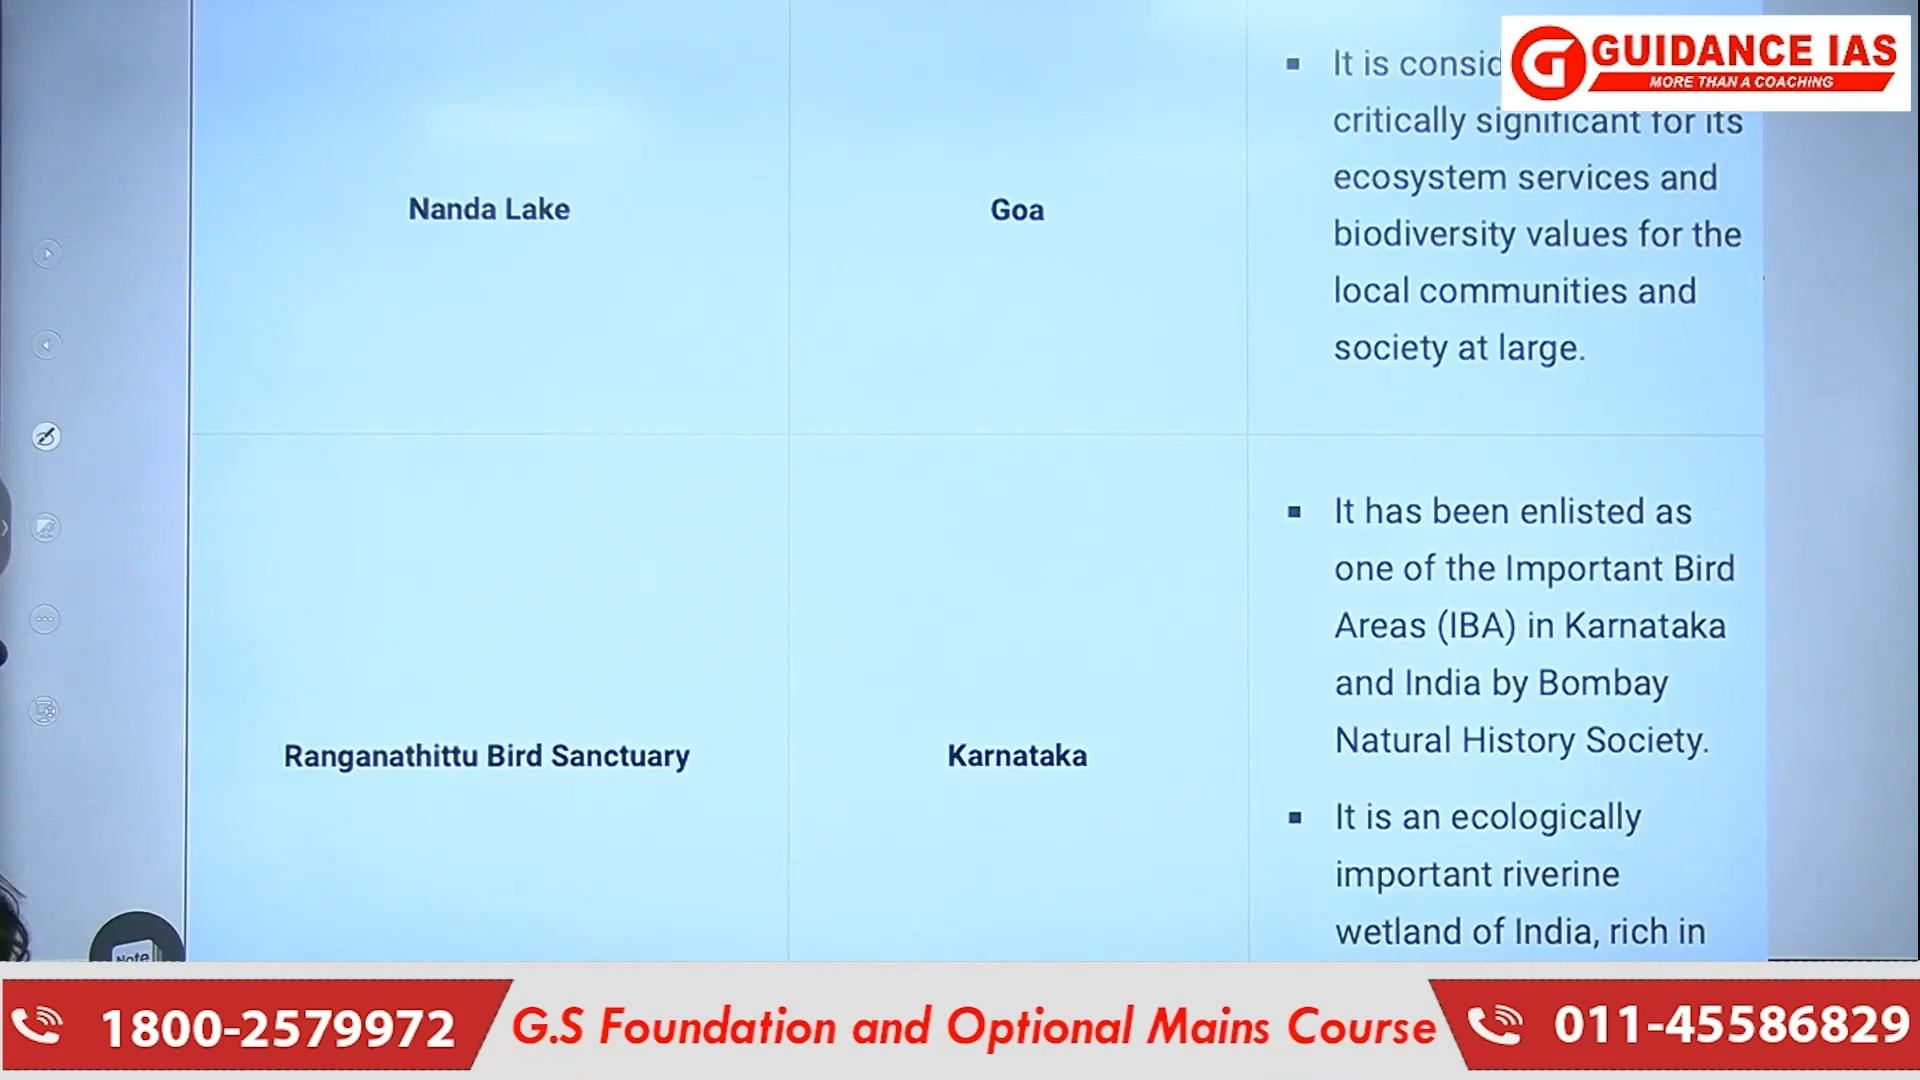 GUIDANCE IAS
MORE THAN A COACHING
Nanda Lake
Goa
▪ It is
critically significant for its
ecosystem services and
biodiversity values for the
local communities and
society at large.
Ranganathittu Bird Sanctuary
Karnataka
▪ It has been enlisted as
one of the Important Bird
Areas (IBA) in Karnataka
and India by Bombay
Natural History Society.
▪ It is an ecologically
important riverine
wetland of India, rich in
Note
1800-2579972
G.S Foundation and Optional Mains Course
011-45586829